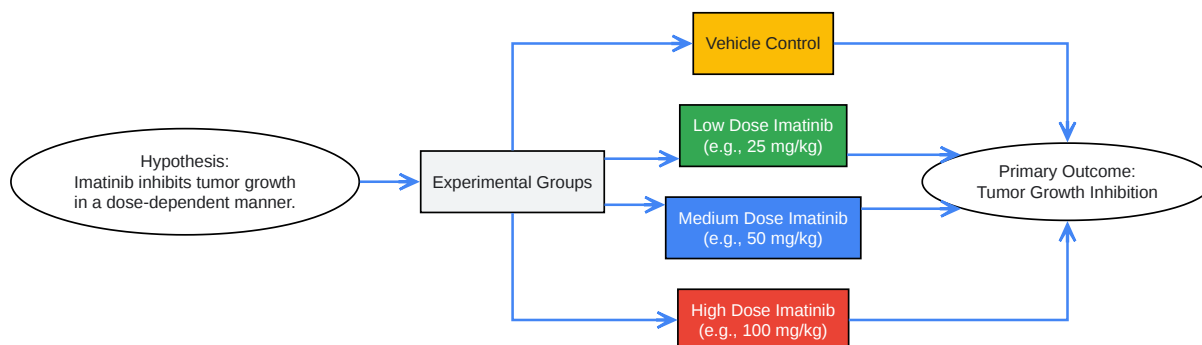 Hypothesis:
Imatinib inhibits tumor growth
in a dose-dependent manner.
Experimental Groups
Vehicle Control
Low Dose Imatinib
(e.g., 25 mg/kg)
Medium Dose Imatinib
(e.g., 50 mg/kg)
High Dose Imatinib
(e.g., 100 mg/kg)
Primary Outcome:
Tumor Growth Inhibition